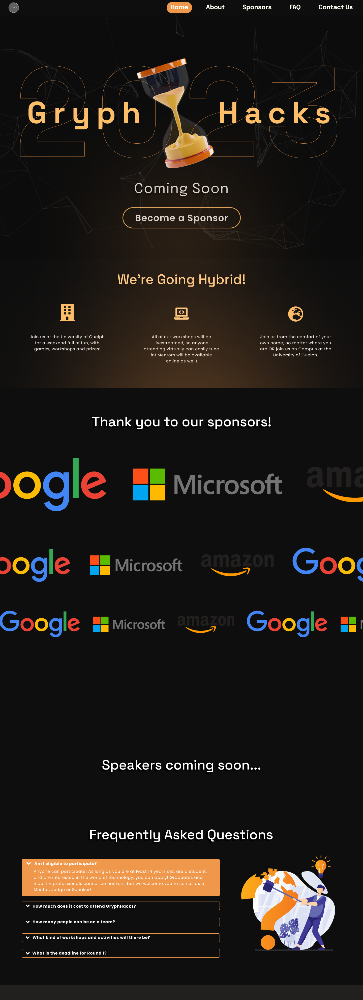 LOGO
Home About Sponsors FAQ Contact Us
2023
Gryph Hacks
Coming Soon
Become a Sponsor
We're Going Hybrid!
Join us at the University of Guelph
for a weekend full of fun, with
games, workshops and prizes!
All of our workshops will be
livestreamed, so anyone
attending virtually can easily tune
in! Mentors will be available
online as well!
Join us from the comfort of your
own home, no matter where you
are OR join us on Campus at the
University of Guelph.
Thank you to our sponsors!
oogle Microsoft ama
oogle Microsoft amazon Goog
Google Microsoft amazon Google
Speakers coming soon...
Frequently Asked Questions
Am I eligible to participate?
Anyone can participate! As long as you are at least 14 years old, are a student,
and are interested in the world of technology, you can apply! Graduates and
Industry professionals cannot be hackers, but we welcome you to join us as a
Mentor, Judge or Speaker!
How much does it cost to attend GryphHacks?
How many people can be on a team?
What kind of workshops and activities will there be?
What is the deadline for Round 1?